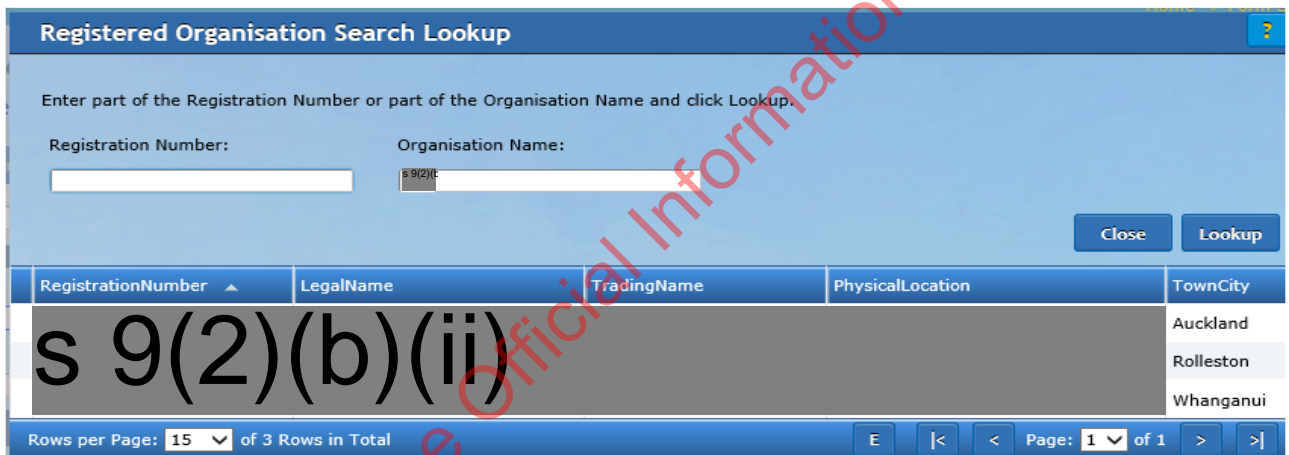 Registered Organisation Search Lookup
?
Enter part of the Registration Number or part of the Organisation Name and click Lookup.
Registration Number: Organisation Name:
s 9(2)(b
Close Lookup
RegistrationNumber LegalName TradingName PhysicalLocation TownCity
s 9(2)(b)(ii)
Auckland
Rolleston
Whanganui
Rows per Page: 15 of 3 Rows in Total E |< < Page: 1 of 1 > >|
Official Information